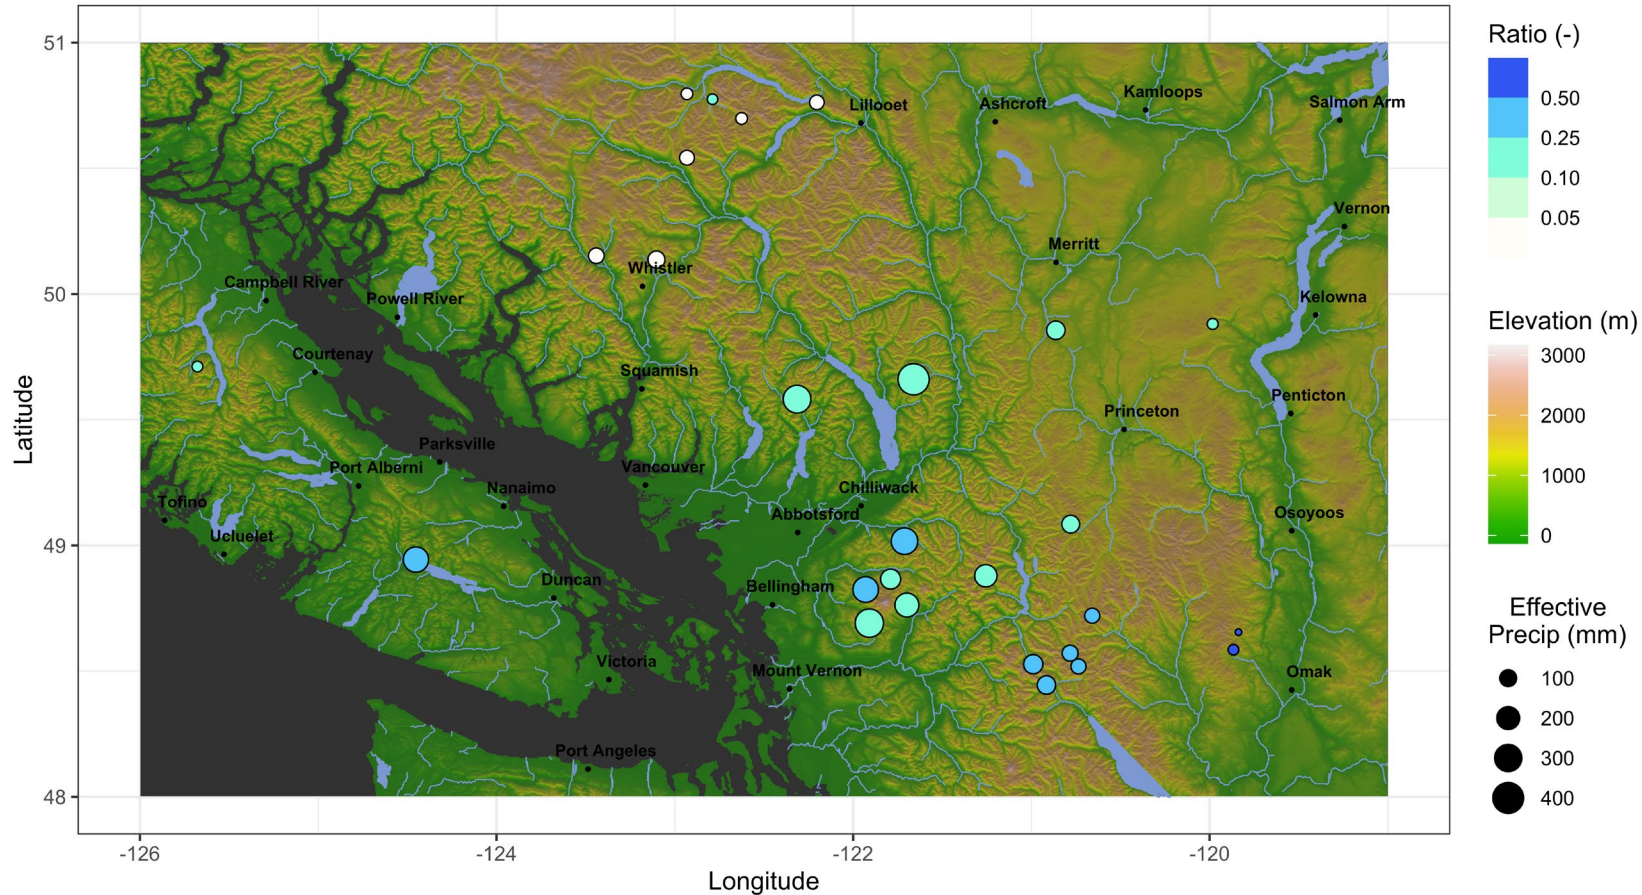 51
50
49
48
Latitude
-126
-124
-122
-120
Longitude
Lillooet
Ashcroft
Kamloops
Salmon Arm
Vernon
Merritt
Whistler
Campbell River
Powell River
Kelowna
Courtenay
Squamish
Penticton
Princeton
Parksville
Port Alberni
Vancouver
Nanaimo
Chilliwack
Tofino
Abbotsford
Osoyoos
Ucluelet
Duncan
Bellingham
Victoria
Mount Vernon
Omak
Port Angeles
Ratio (-)
0.50
0.25
0.10
0.05
Elevation (m)
3000
2000
1000
0
Effective
Precip (mm)
100
200
300
400